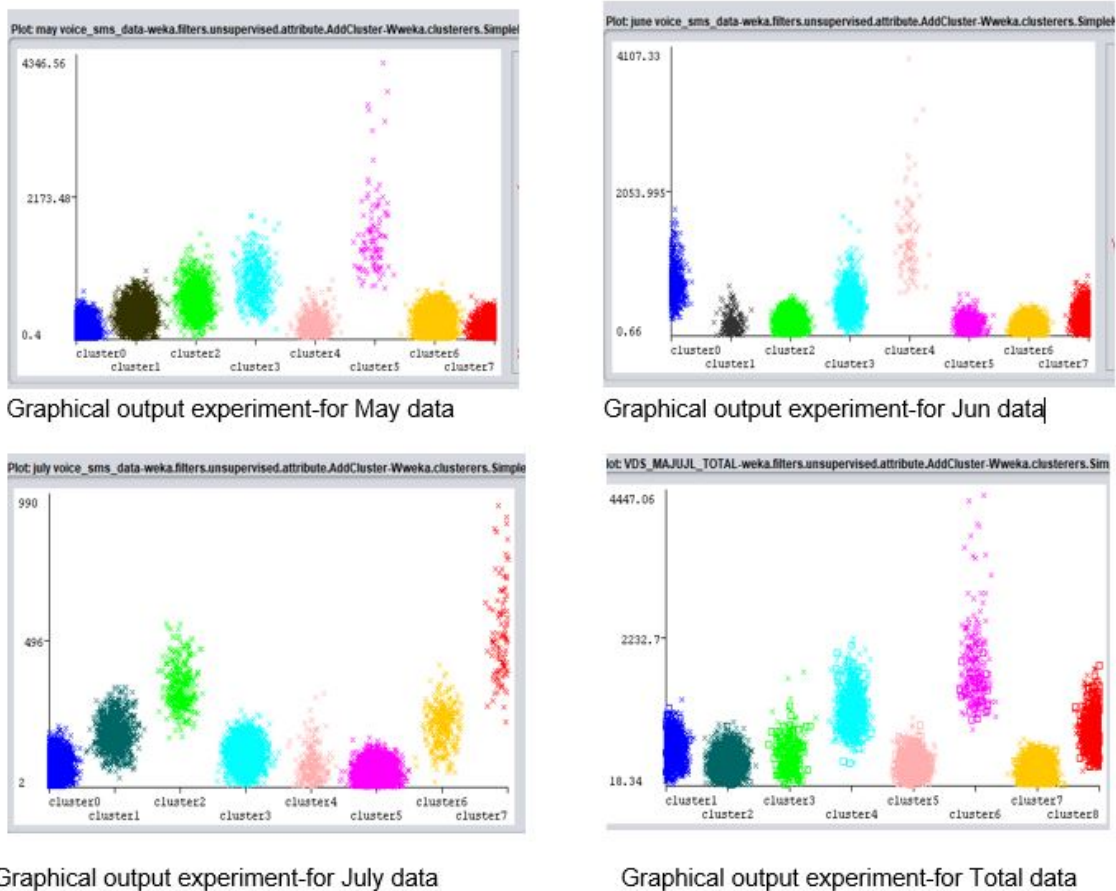 Plot: may voice_sms_data-weka.filters.unsupervised.attribute.AddCluster-Wweka.clusterers.Simple
4346.56
2173.48
0.4
cluster0 cluster2 cluster4 cluster6
cluster1 cluster3 cluster5 cluster7
Graphical output experiment-for May data
Plot: june voice_sms_data-weka.filters.unsupervised.attribute.AddCluster-Wweka.clusterers.Simple
4107.33
2053.995
0.66
cluster0 cluster2 cluster4 cluster6
cluster1 cluster3 cluster5 cluster7
Graphical output experiment-for Jun data
Plot: july voice_sms_data-weka.filters.unsupervised.attribute.AddCluster-Wweka.clusterers.Simple
990
496
2
cluster0 cluster2 cluster4 cluster6
cluster1 cluster3 cluster5 cluster7
Graphical output experiment-for July data
lot: VDS_MAJUJL_TOTAL-weka.filters.unsupervised.attribute.AddCluster-Wweka.clusterers.Sim
4447.06
2232.7
18.34
cluster1 cluster3 cluster5 cluster7
cluster2 cluster4 cluster6 cluster8
Graphical output experiment-for Total data